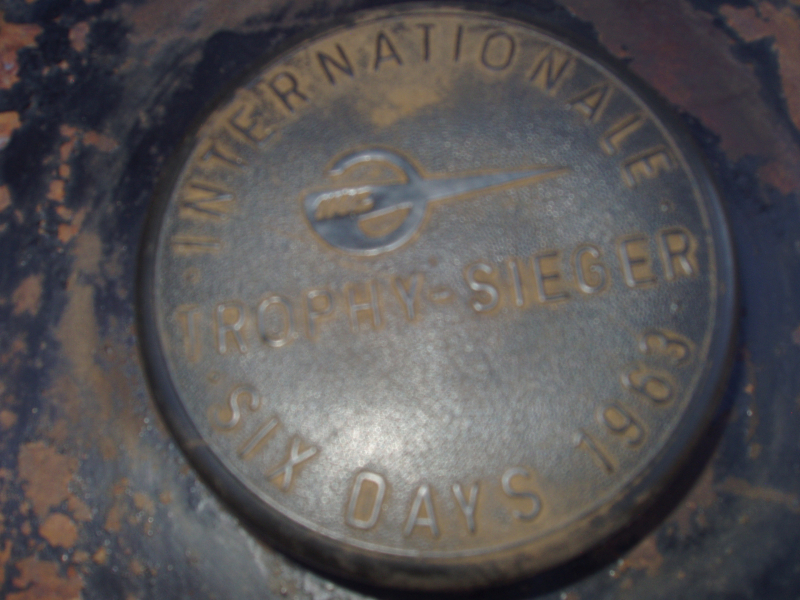 INTERNATIONALE
TROPHY-SIEGER
SIX DAYS 1963